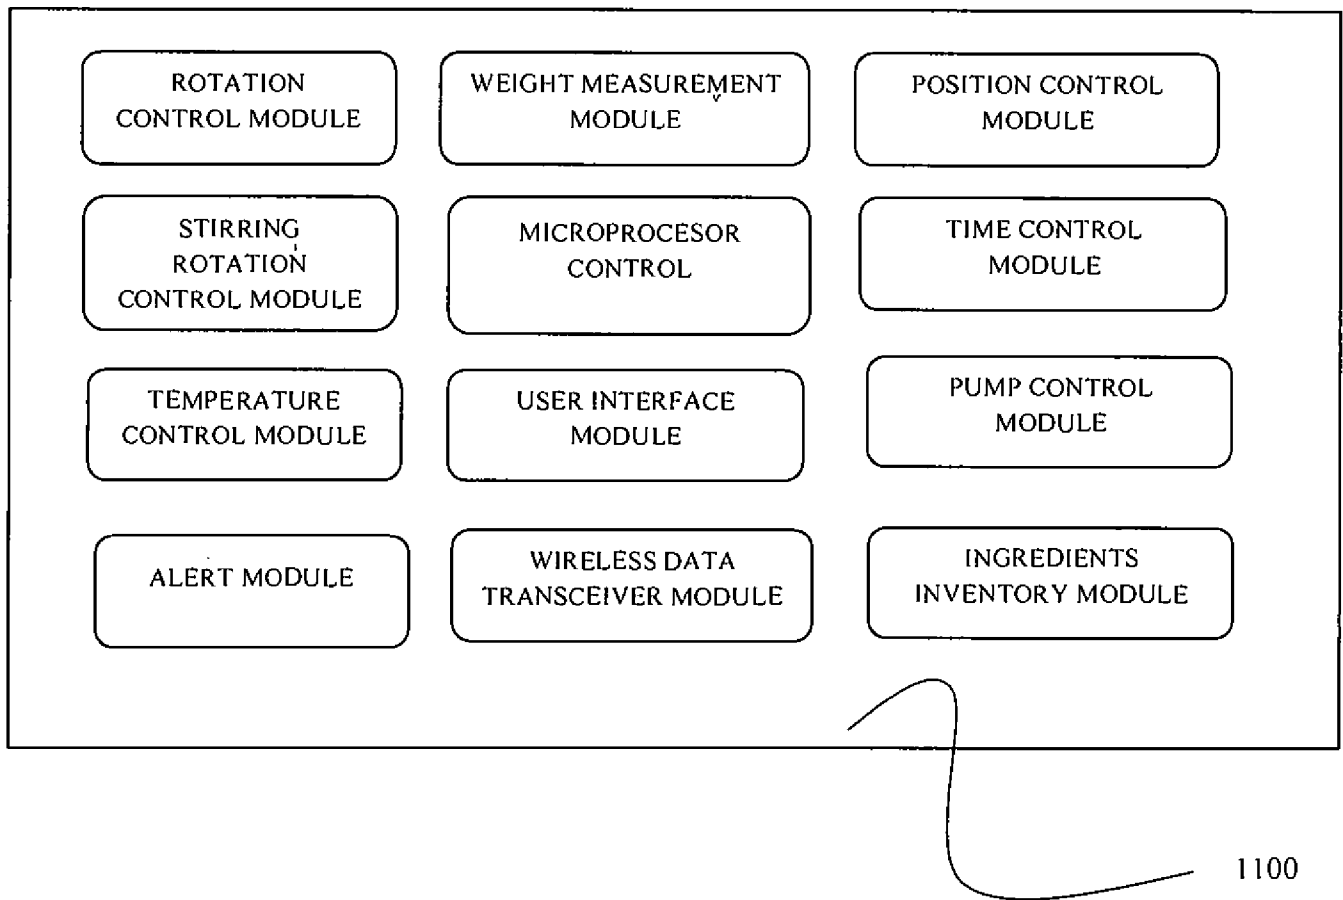 ROTATION
CONTROL MODULE
WEIGHT MEASUREMENT
MODULE
POSITION CONTROL
MODULE
STIRRING
ROTATION
CONTROL MODULE
MICROPROCESOR
CONTROL
TIME CONTROL
MODULE
TEMPERATURE
CONTROL MODULE
USER INTERFACE
MODULE
PUMP CONTROL
MODULE
ALERT MODULE
WIRELESS DATA
TRANSCEIVER MODULE
INGREDIENTS
INVENTORY MODULE
1100